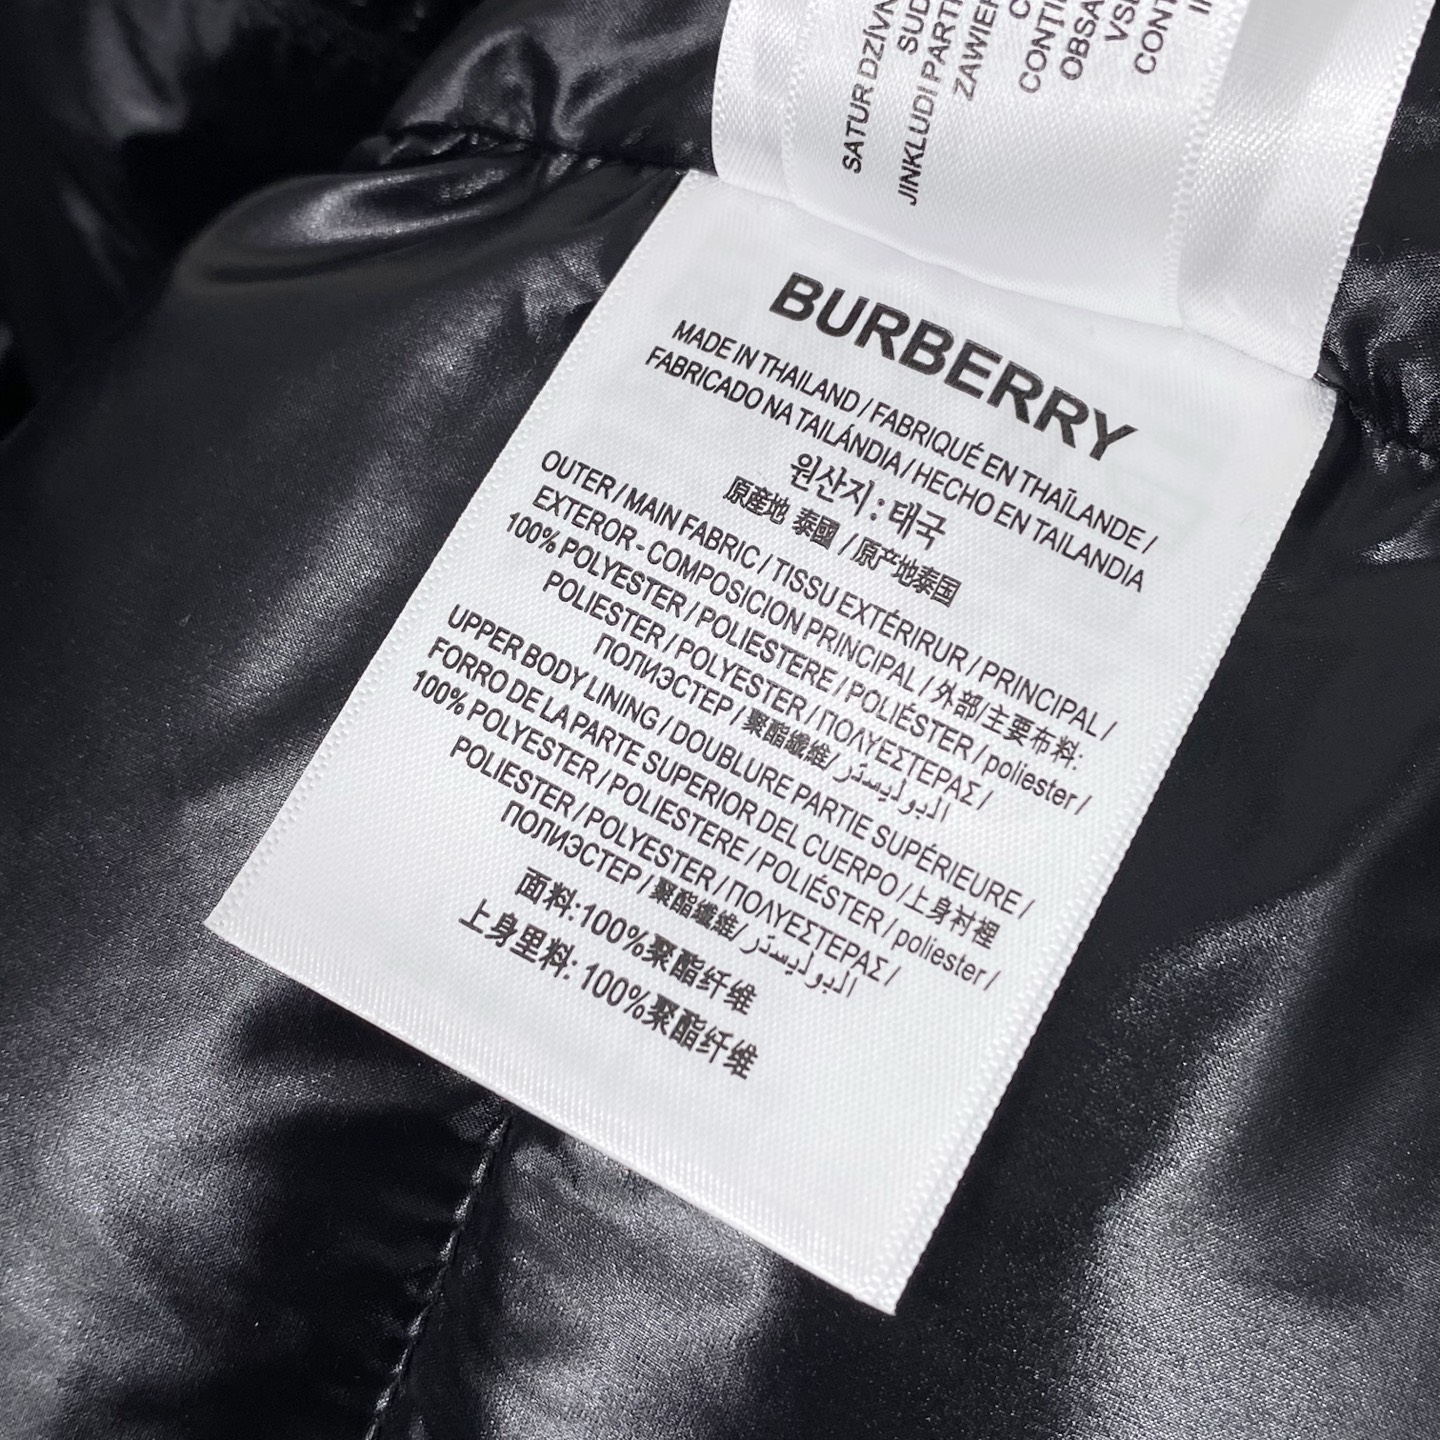 SATUR DZĪVN
SUD
JINKLUDI PARTI
ZAWIER
CONTI
OBSA
VSE
CONT
BURBERRY
MADE IN THAILAND / FABRIQUÉ EN THAÏLANDE /
FABRICADO NA TAILÁNDIA / HECHO EN TAILANDIA
원산지 : 태국
原産地 泰國 / 原产地泰国
OUTER / MAIN FABRIC / TISSU EXTÉRIRUR / PRINCIPAL /
EXTEROR - COMPOSICION PRINCIPAL / 外部/主要布料:
100% POLYESTER / POLIESTERE / POLIÉSTER / poliester /
POLIESTER / POLYESTER / ΠΟΛΥΕΣΤΕΡΑΣ /
ПОЛИЭСТЕР / 聚酯纖維/ البوليستر
UPPER BODY LINING / DOUBLURE PARTIE SUPÉRIEURE /
FORRO DE LA PARTE SUPERIOR DEL CUERPO / 上身衬裡
100% POLYESTER / POLIESTERE / POLIÉSTER / poliester /
POLIESTER / POLYESTER / ΠΟΛΥΕΣΤΕΡΑΣ /
ПОЛИЭСТЕР / 聚酯纖維/ البوليستر
面料:100%聚酯纤维
上身里料: 100%聚酯纤维